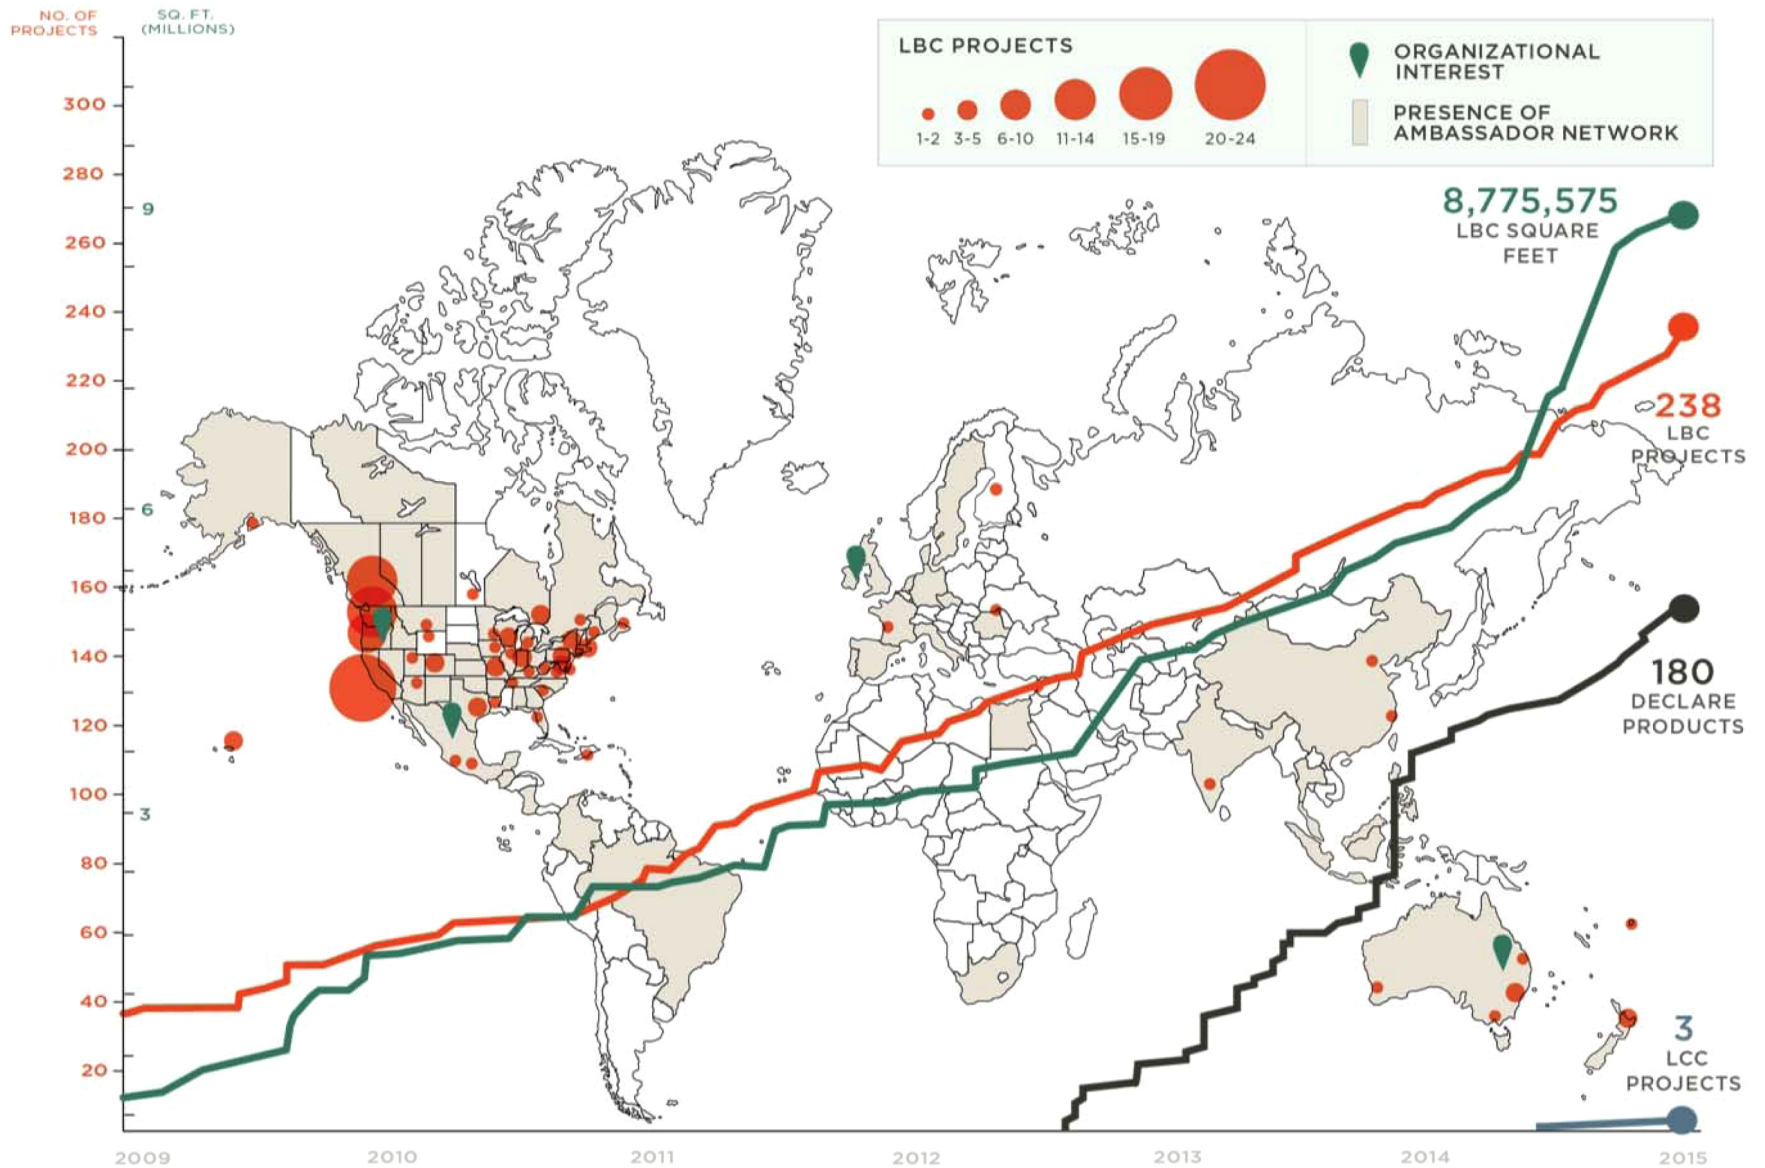 NO. OF
PROJECTS
SQ. FT.
(MILLIONS)
LBC PROJECTS
1-2 3-5 6-10 11-14 15-19 20-24
ORGANIZATIONAL
INTEREST
PRESENCE OF
AMBASSADOR NETWORK
300
280
9
260
240
220
200
6
180
160
140
120
100
3
80
60
40
20
8,775,575
LBC SQUARE
FEET
238
LBC
PROJECTS
180
DECLARE
PRODUCTS
3
LCC
PROJECTS
2009 2010 2011 2012 2013 2014 2015